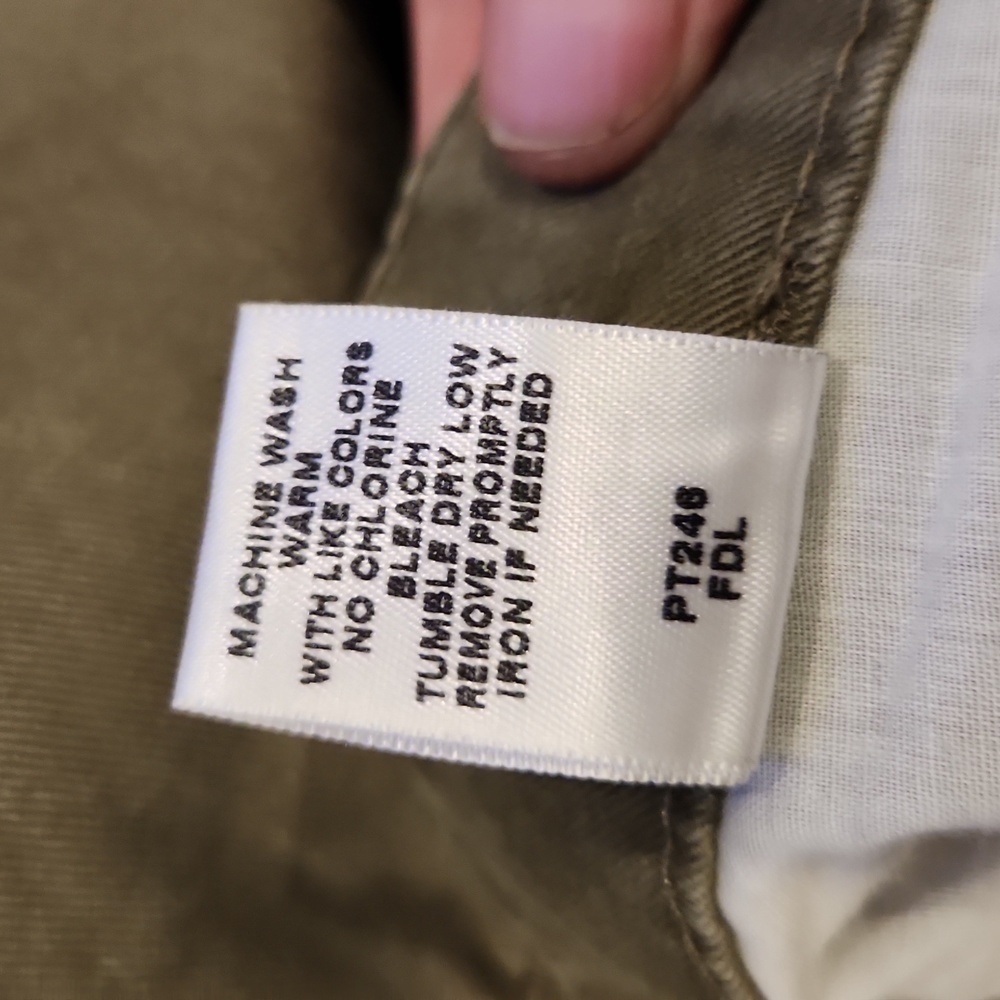 MACHINE WASH
WARM
WITH LIKE COLORS
NO CHLORINE
BLEACH
TUMBLE DRY LOW
REMOVE PROMPTLY
IRON IF NEEDED
PT246
FDL